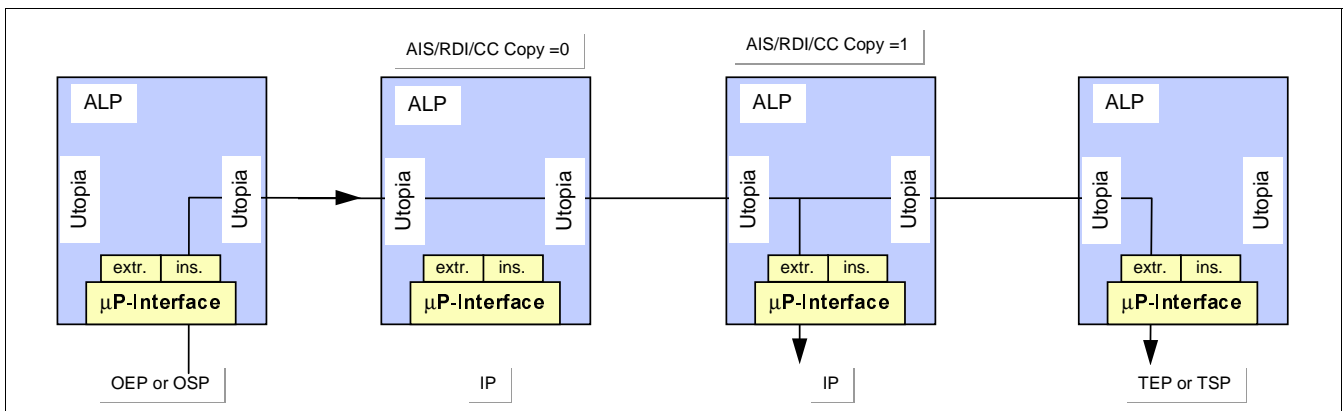 AIS/RDI/CC Copy =0
AIS/RDI/CC Copy =1
ALP
ALP
ALP
ALP
Utopia
Utopia
Utopia
Utopia
Utopia
Utopia
Utopia
Utopia
extr.
ins.
extr.
ins.
extr.
ins.
extr.
ins.
µP-Interface
µP-Interface
µP-Interface
µP-Interface
OEP or OSP
IP
IP
TEP or TSP